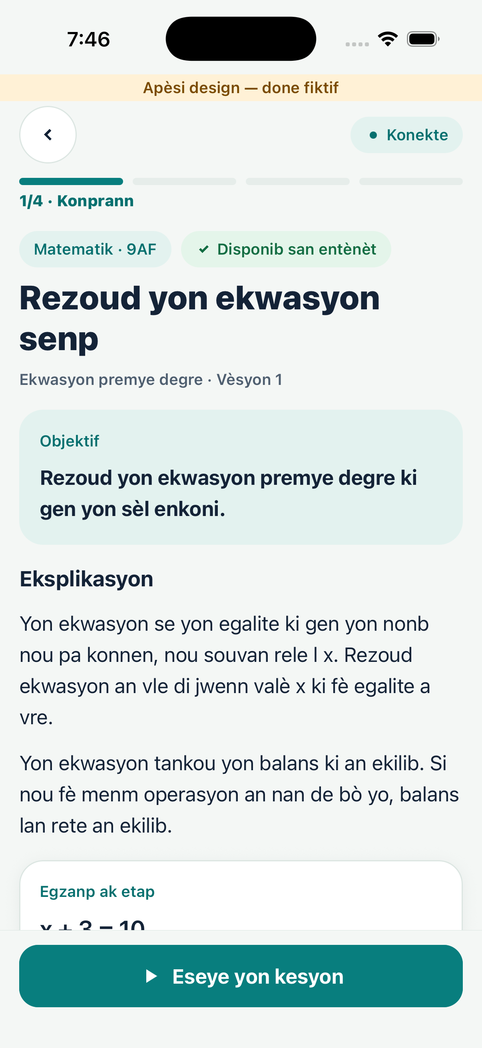 7:46
Apèsi design — done fiktif
Konekte
1/4 · Konprann
Matematik · 9AF
Disponib san entènèt
Rezoud yon ekwasyon
senp
Ekwasyon premye degre · Vèsyon 1
Objektif
Rezoud yon ekwasyon premye degre ki
gen yon sèl enkoni.
Eksplikasyon
Yon ekwasyon se yon egalite ki gen yon nonb
nou pa konnen, nou souvan rele l x. Rezoud
ekwasyon an vle di jwenn valè x ki fè egalite a
vre.
Yon ekwasyon tankou yon balans ki an ekilib. Si
nou fè menm operasyon an nan de bò yo, balans
lan rete an ekilib.
Egzanp ak etap
x + 3 = 10
Eseye yon kesyon